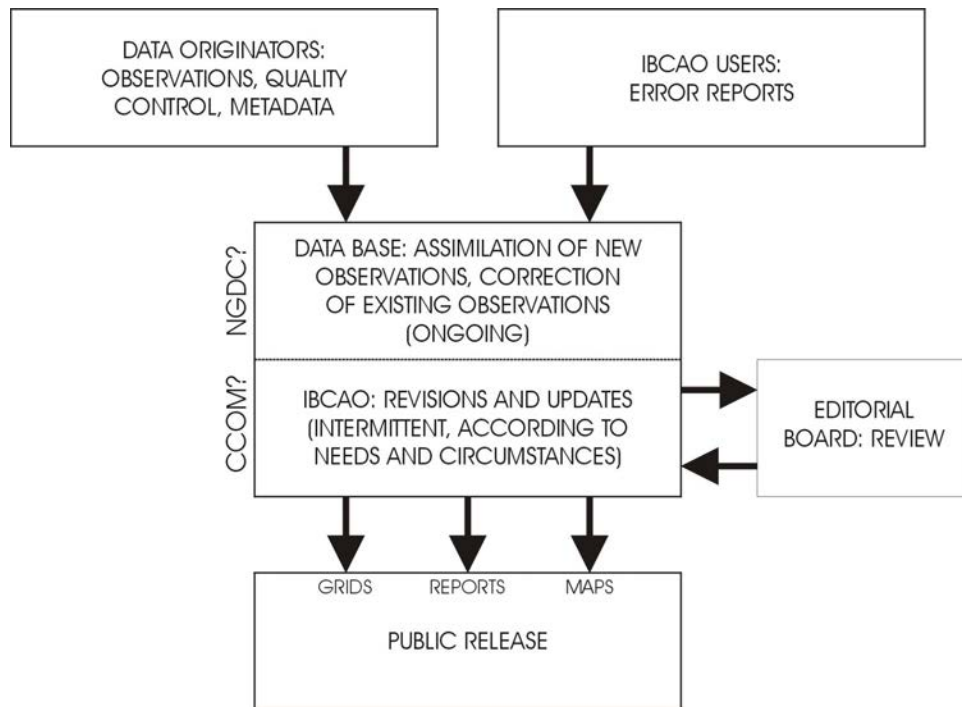 DATA ORIGINATORS:
OBSERVATIONS, QUALITY
CONTROL, METADATA
IBCAO USERS:
ERROR REPORTS
NGDC?
DATA BASE: ASSIMILATION OF NEW
OBSERVATIONS, CORRECTION
OF EXISTING OBSERVATIONS
(ONGOING)
CCOM?
IBCAO: REVISIONS AND UPDATES
(INTERMITTENT, ACCORDING TO
NEEDS AND CIRCUMSTANCES)
EDITORIAL
BOARD: REVIEW
GRIDS
REPORTS
MAPS
PUBLIC RELEASE